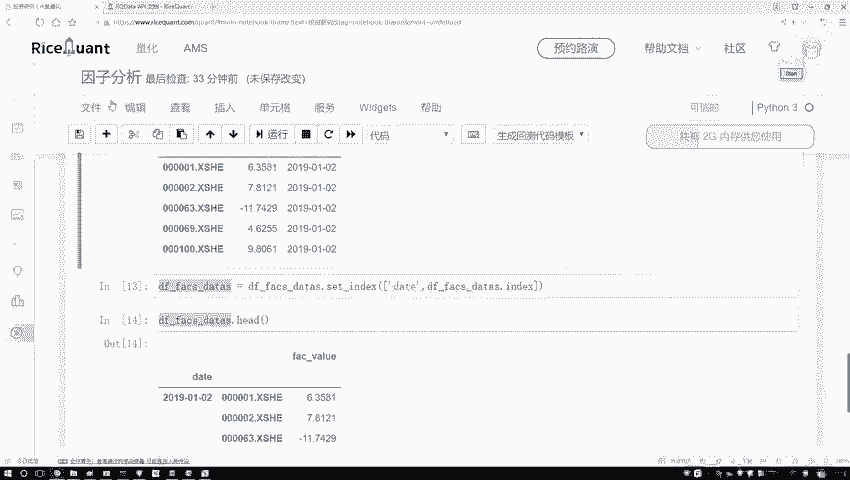 RQData API 文档 - RiceQuant
RiceQuant 量化 AMS 预约路演 帮助文档 社区
因子分析 最后检查: 33 分钟前 (未保存改变)
文件 编辑 查看 插入 单元格 服务 Widgets 帮助 可信的 Python 3
运行 代码 生成回测代码模板 2G 内存供您使用
000001.XSHE 6.3581 2019-01-02
000002.XSHE 7.8121 2019-01-02
000063.XSHE -11.7429 2019-01-02
000069.XSHE 4.6255 2019-01-02
000100.XSHE 9.8061 2019-01-02
In [13]: df_facs_datas = df_facs_datas.set_index(['date',df_facs_datas.index])
In [14]: df_facs_datas.head()
Out[14]:
fac_value
date
2019-01-02 000001.XSHE 6.3581
000002.XSHE 7.8121
000063.XSHE -11.7429